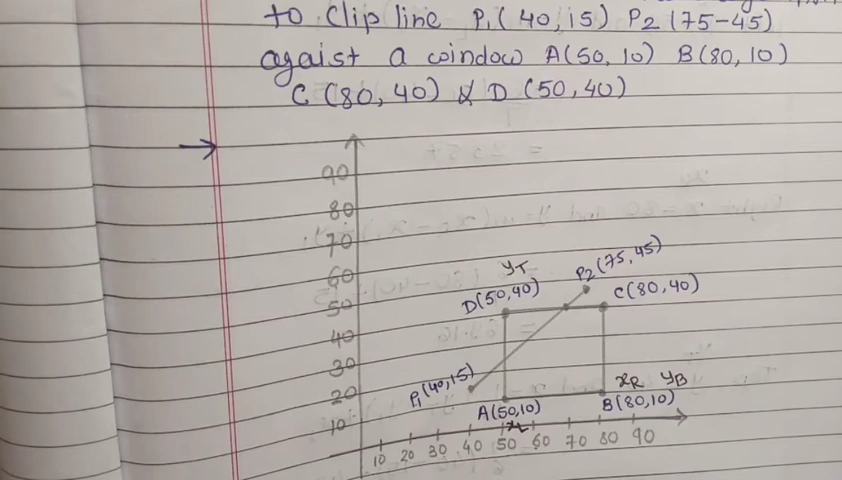 to Clip line P1(40,15) P2(75-45)
agaist a window A(50,10) B(80,10)
C (80,40) & D (50,40)
90
80
70
60
50
40
30
20
10
yT
P2(75,45)
D(50,40)
C(80,40)
P1(40,15)
xR yB
A(50,10)
B(80,10)
xL
10 20 30 40 50 60 70 80 90